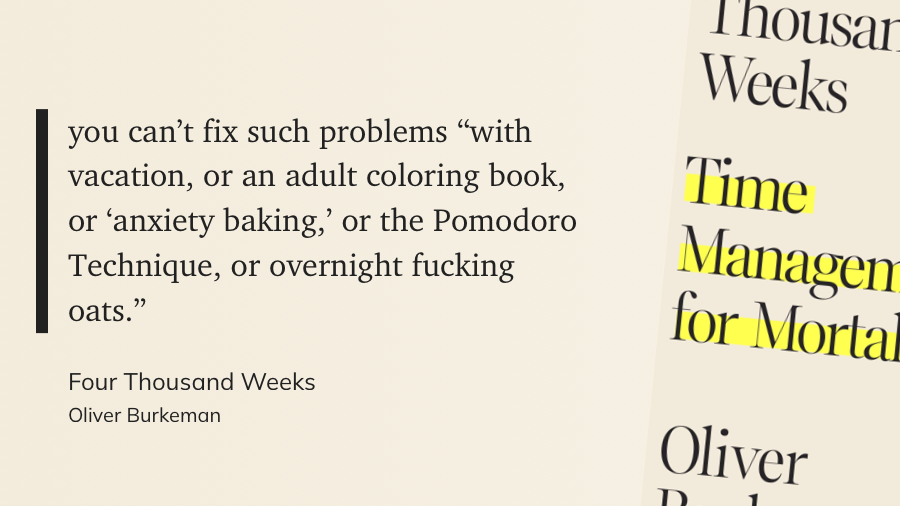 you can’t fix such problems “with
vacation, or an adult coloring book,
or ‘anxiety baking,’ or the Pomodoro
Technique, or overnight fucking
oats.”
Four Thousand Weeks
Oliver Burkeman
Thousan
Weeks
Time
Managem
for Mortal
Oliver